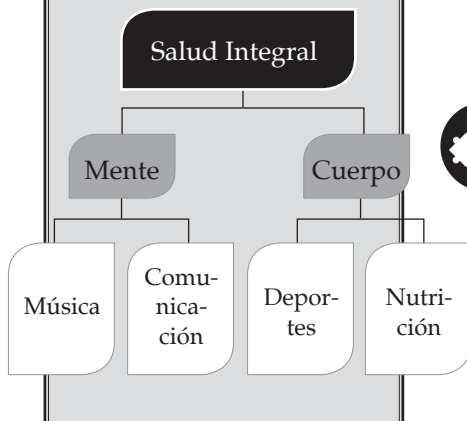 Salud Integral
Mente
Cuerpo
Música
Comu-
nica-
ción
Depor-
tes
Nutri-
ción